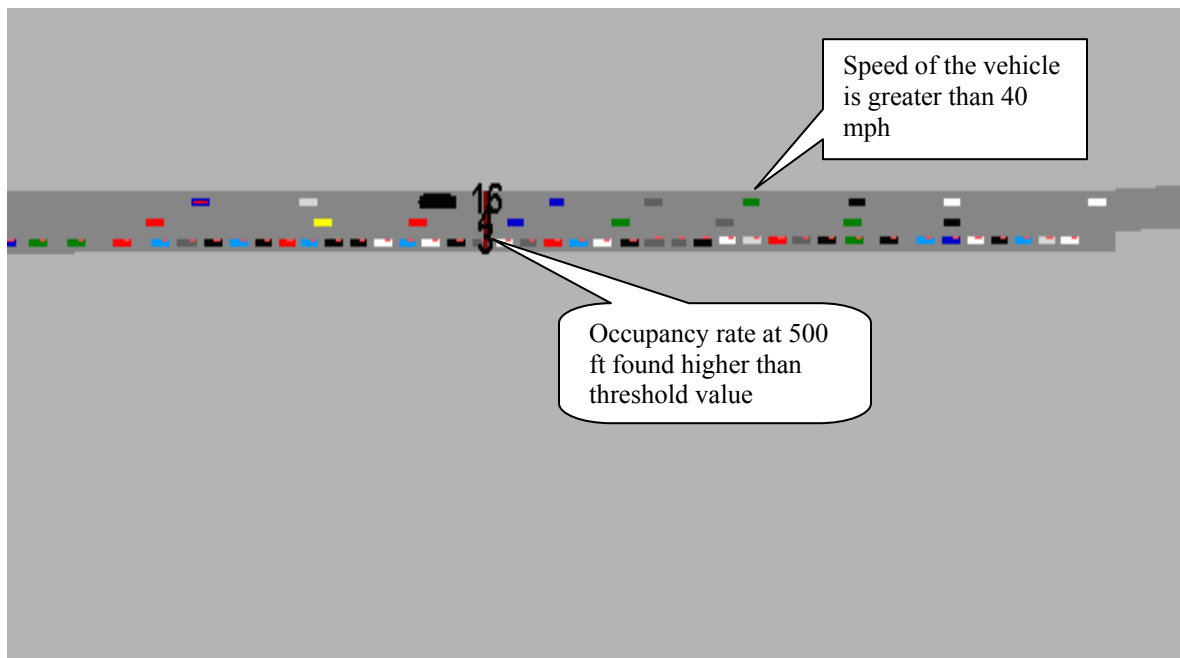 Speed of the vehicle
is greater than 40
mph
16
Occupancy rate at 500
ft found higher than
threshold value